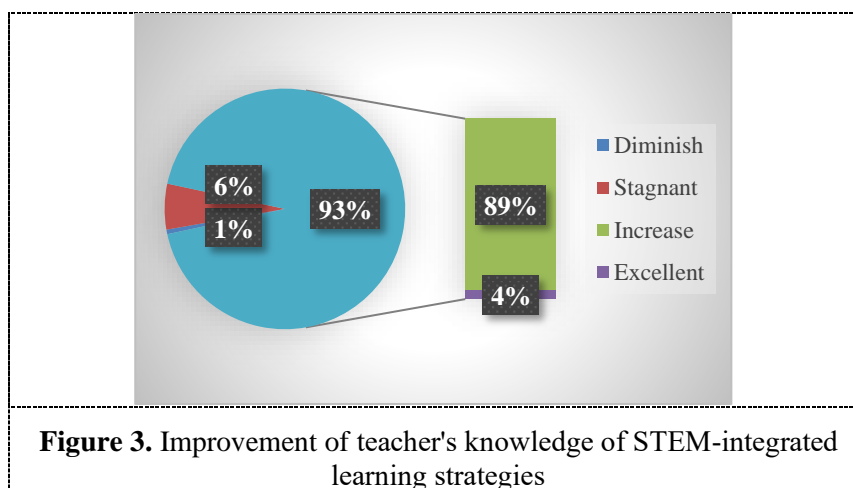 6%
1%
93%
89%
4%
Diminish
Stagnant
Increase
Excellent
Figure 3. Improvement of teacher's knowledge of STEM-integrated
learning strategies